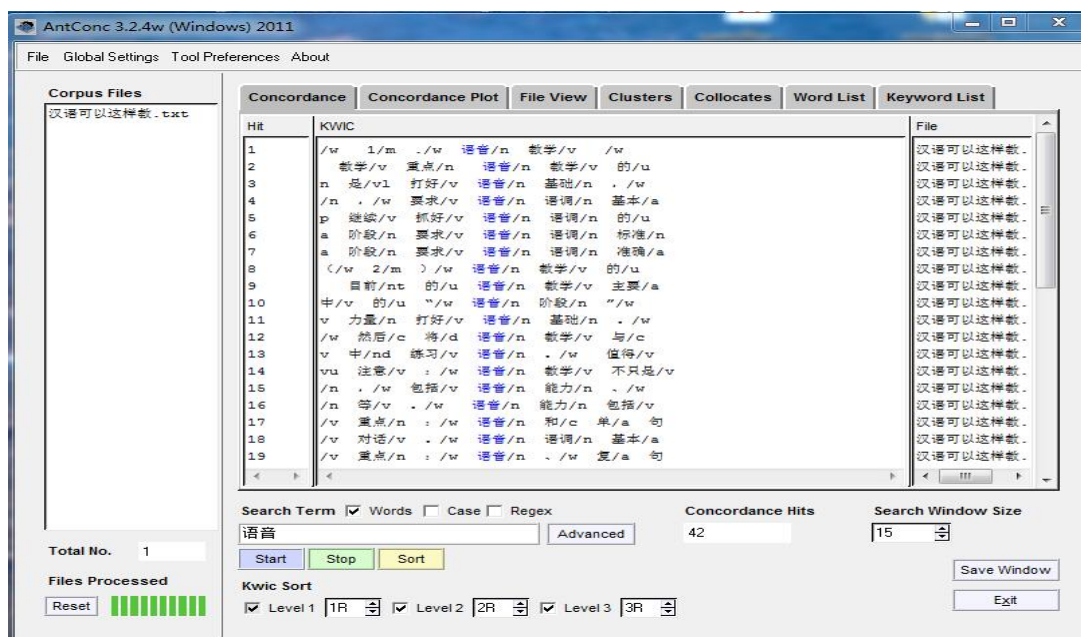 AntConc 3.2.4w (Windows) 2011
File Global Settings Tool Preferences About
Corpus Files
汉语可以这样教.txt
Concordance Concordance Plot File View Clusters Collocates Word List Keyword List
Hit KWIC File
1 /w 1/m ./w 语音/n 教学/v /w 汉语可以这样教.
2 教学/v 重点/n 语音/n 教学/v 的/u 汉语可以这样教.
3 n 是/vl 打好/v 语音/n 基础/n ./w 汉语可以这样教.
4 /n ./w 要求/v 语音/n 语调/n 基本/a 汉语可以这样教.
5 p 继续/v 抓好/v 语音/n 语调/n 的/u 汉语可以这样教.
6 a 阶段/n 要求/v 语音/n 语调/n 标准/n 汉语可以这样教.
7 a 阶段/n 要求/v 语音/n 语调/n 准确/a 汉语可以这样教.
8 (/w 2/m )/w 语音/n 教学/v 的/u 汉语可以这样教.
9 目前/nt 的/u 语音/n 教学/v 主要/a 汉语可以这样教.
10 中/v 的/u “/w 语音/n 阶段/n ”/w 汉语可以这样教.
11 v 力量/n 打好/v 语音/n 基础/n ./w 汉语可以这样教.
12 /w 然后/c 将/d 语音/n 教学/v 与/c 汉语可以这样教.
13 v 中/nd 练习/v 语音/n ./w 值得/v 汉语可以这样教.
14 vu 注意/v :/w 语音/n 教学/v 不只是/v 汉语可以这样教.
15 /n ,/w 包括/v 语音/n 能力/n 、/w 汉语可以这样教.
16 /n 等/v ./w 语音/n 能力/n 包括/v 汉语可以这样教.
17 /v 重点/n :/w 语音/n 和/c 单/a 句 汉语可以这样教.
18 /v 对话/v ./w 语音/n 语调/n 基本/a 汉语可以这样教.
19 /v 重点/n :/w 语音/n 、/w 复/a 句 汉语可以这样教.
Search Term Words Case Regex Concordance Hits Search Window Size
语音 Advanced 42 15
Total No. 1
Start Stop Sort
Save Window
Files Processed
Kwic Sort
Reset Level 1 1R Level 2 2R Level 3 3R Exit